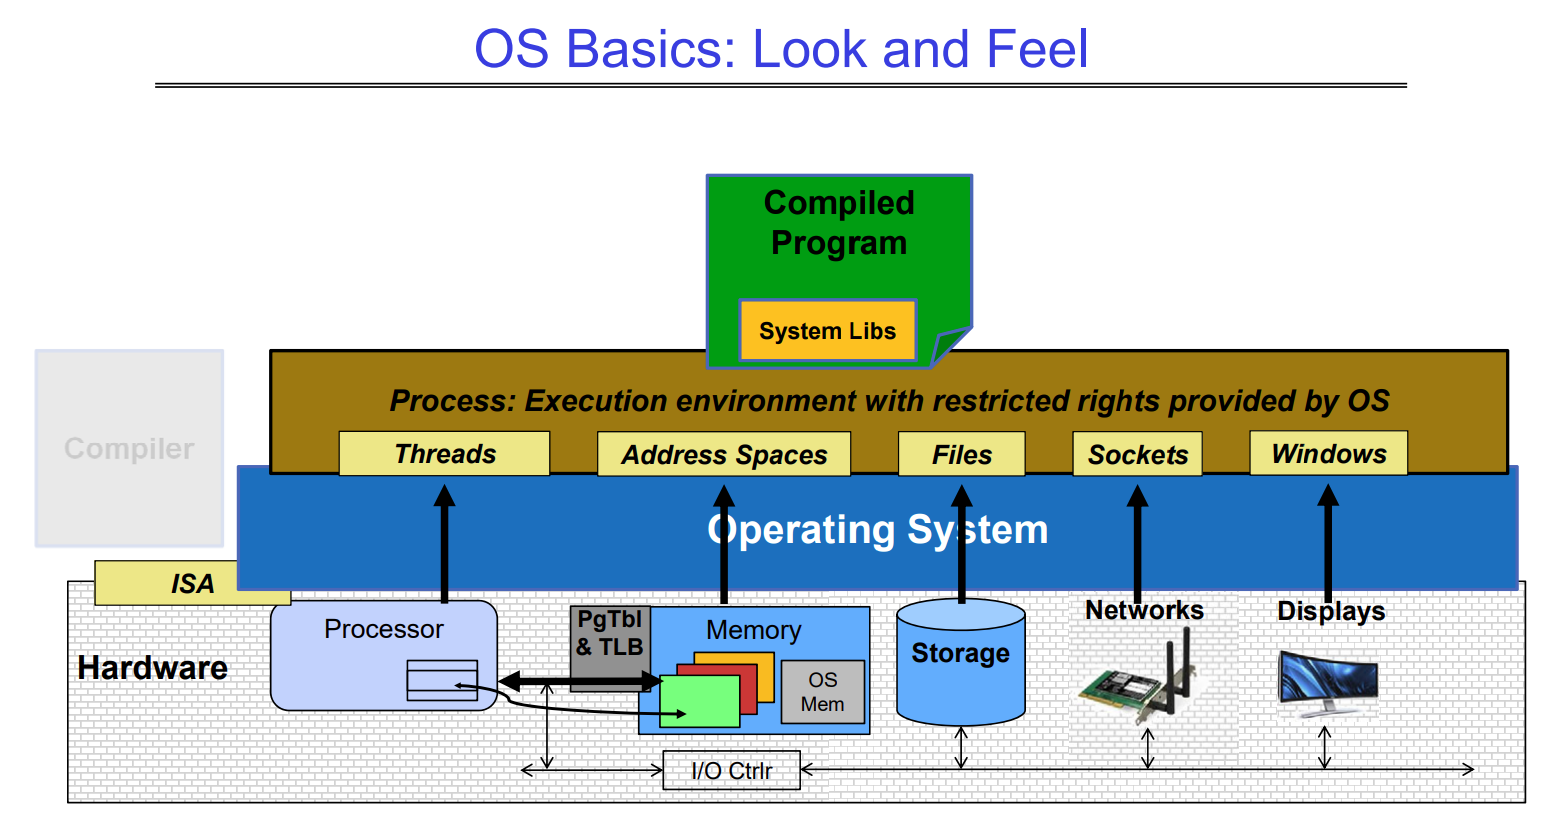 OS Basics: Look and Feel
Compiled
Program
System Libs
Compiler
Process: Execution environment with restricted rights provided by OS
Threads
Address Spaces
Files
Sockets
Windows
Operating System
ISA
Hardware
Processor
PgTbl
& TLB
Memory
OS
Mem
Storage
Networks
Displays
I/O Ctrlr